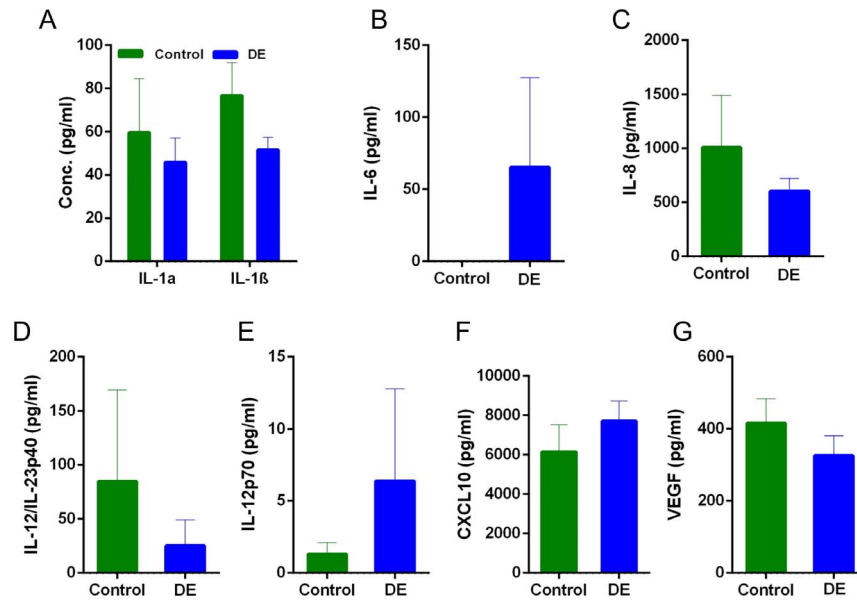 A
Conc. (pg/ml)
100
80
60
40
20
0
Control
DE
IL-1a
IL-1ß
B
IL-6 (pg/ml)
150
100
50
0
Control
DE
C
IL-8 (pg/ml)
2000
1500
1000
500
0
Control
DE
D
IL-12/IL-23p40 (pg/ml)
200
150
100
50
0
Control
DE
E
IL-12p70 (pg/ml)
15
10
5
0
Control
DE
F
CXCL10 (pg/ml)
10000
8000
6000
4000
2000
0
Control
DE
G
VEGF (pg/ml)
600
400
200
0
Control
DE